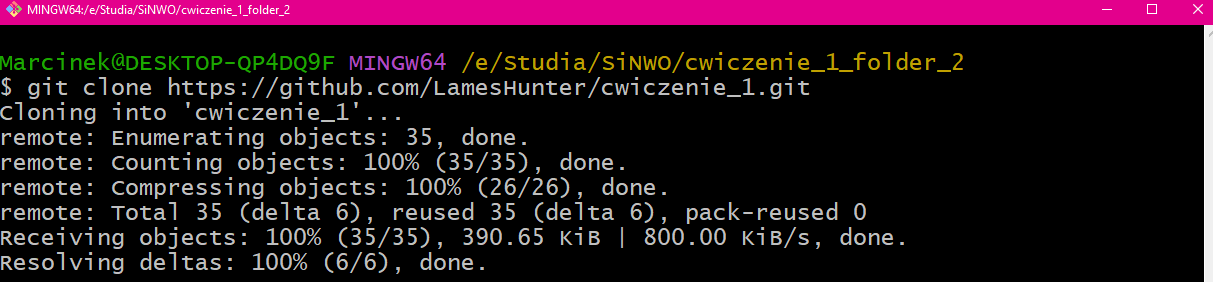 MINGW64:/e/Studia/SiNWO/cwiczenie_1_folder_2
Marcinek@DESKTOP-QP4DQ9F MINGW64 /e/Studia/SiNWO/cwiczenie_1_folder_2
$ git clone https://github.com/LamesHunter/cwiczenie_1.git
Cloning into 'cwiczenie_1'...
remote: Enumerating objects: 35, done.
remote: Counting objects: 100% (35/35), done.
remote: Compressing objects: 100% (26/26), done.
remote: Total 35 (delta 6), reused 35 (delta 6), pack-reused 0
Receiving objects: 100% (35/35), 390.65 KiB | 800.00 KiB/s, done.
Resolving deltas: 100% (6/6), done.